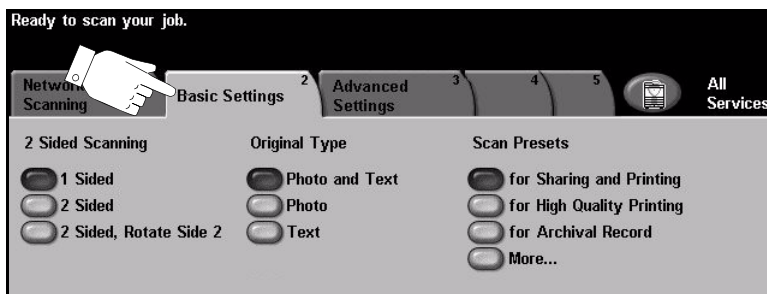 Ready to scan your job.
Network
Scanning
Basic Settings
2
Advanced
Settings
3
4
5
All
Services
2 Sided Scanning
1 Sided
2 Sided
2 Sided, Rotate Side 2
Original Type
Photo and Text
Photo
Text
Scan Presets
for Sharing and Printing
for High Quality Printing
for Archival Record
More...